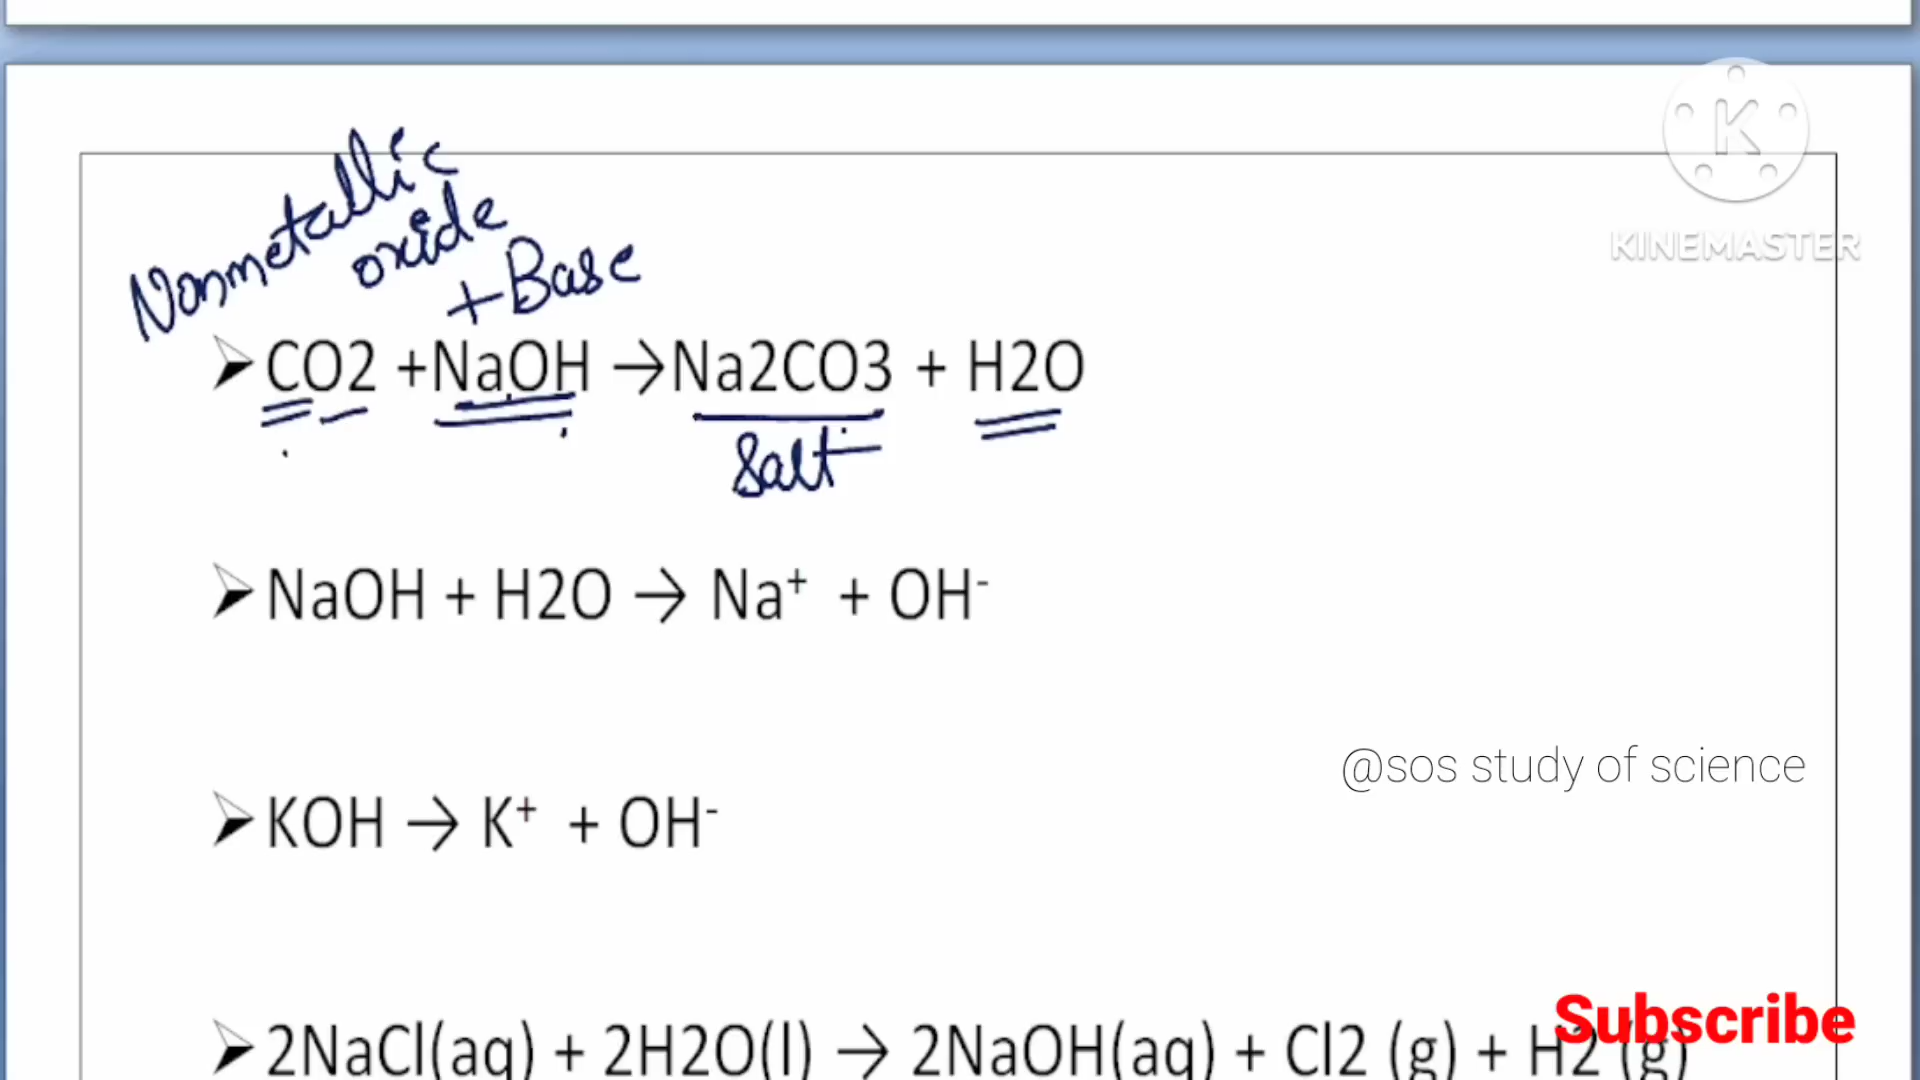 Nonmetallic
oxide
+ Base
K
KINEMASTER
CO2 +NaOH →Na2CO3 + H2O
Salt
NaOH + H2O → Na⁺ + OH⁻
@sos study of science
KOH → K⁺ + OH⁻
Subscribe
2NaCl(aq) + 2H2O(l) → 2NaOH(aq) + Cl2 (g) + H2 (g)